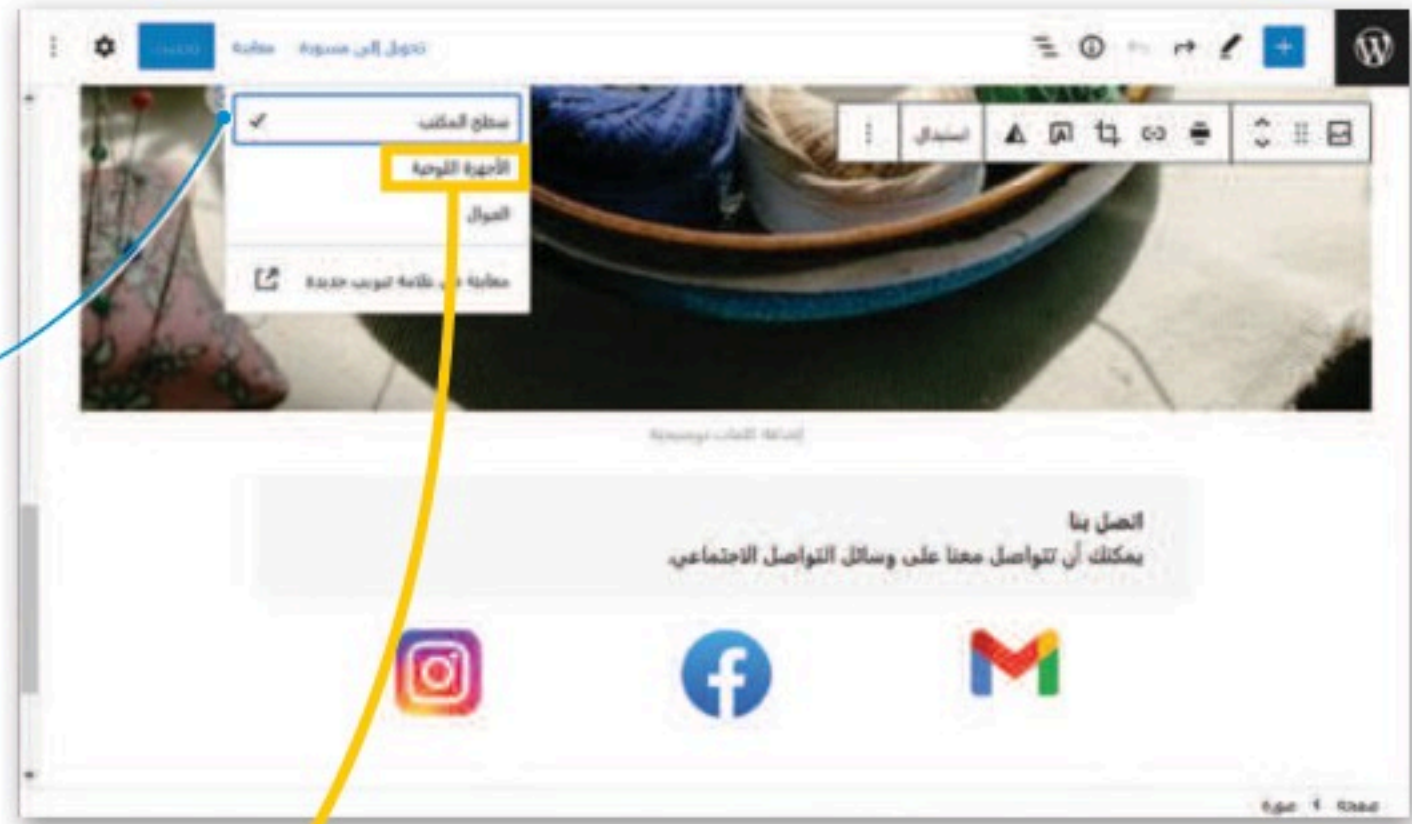 تحويل إلى مسودة معاينة تحديث
استبدال
سطح المكتب
الأجهزة اللوحية
الجوال
معاينة في علامة تبويب جديدة
إضافة كلمات توضيحية
اتصل بنا
يمكنك أن تتواصل معنا على وسائل التواصل الاجتماعي.
صفحة
صورة